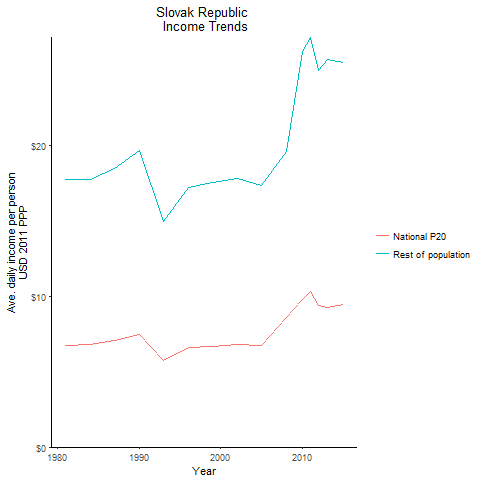 Slovak Republic
Income Trends
Ave. daily income per person
USD 2011 PPP
$20
$10
$0
1980
1990
2000
2010
Year
National P20
Rest of population